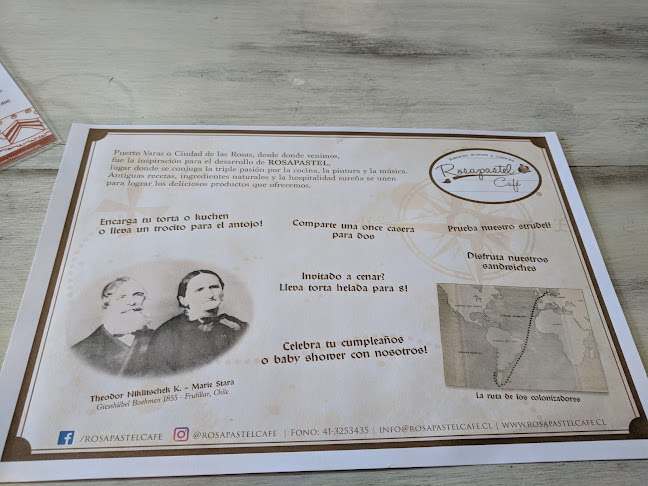 Puerto Varas o Ciudad de las Rosas, desde donde venimos,
fue la inspiración para el desarrollo de ROSAPASTEL,
lugar donde se conjuga la triple pasión por la cocina, la pintura y la música.
Antiguas recetas, ingredientes naturales y la hospitalidad sureña se unen
para lograr los deliciosos productos que ofrecemos.
Rosapastel
Café
Encarga tu torta o kuchen
o lleva un trocito para el antojo!
Comparte una once casera
para dos
Prueba nuestro strudel!
Disfruta nuestros
sandwiches
Invitado a cenar?
Lleva torta helada para 8!
Celebra tu cumpleaños
o baby shower con nosotros!
Theodor Niklitschek K. - Marie Stara
Giesshübel Boehmen 1855 - Frutillar, Chile
La ruta de los colonizadores
/ROSAPASTELCAFE | @ROSAPASTELCAFE | FONO: 41-3253435 | INFO@ROSAPASTELCAFE.CL | WWW.ROSAPASTELCAFE.CL